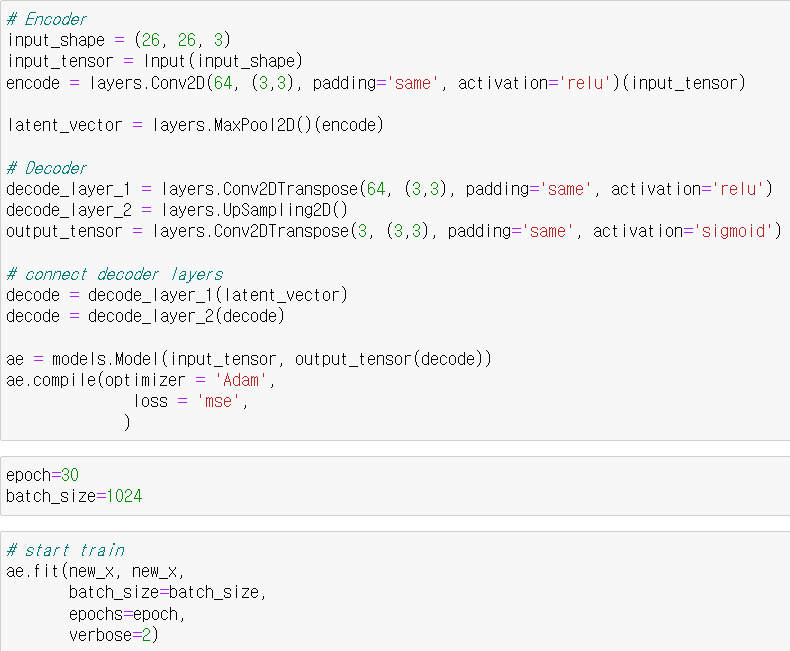 # Encoder
input_shape = (26, 26, 3)
input_tensor = Input(input_shape)
encode = layers.Conv2D(64, (3,3), padding='same', activation='relu')(input_tensor)
latent_vector = layers.MaxPool2D()(encode)
# Decoder
decode_layer_1 = layers.Conv2DTranspose(64, (3,3), padding='same', activation='relu')
decode_layer_2 = layers.UpSampling2D()
output_tensor = layers.Conv2DTranspose(3, (3,3), padding='same', activation='sigmoid')
# connect decoder layers
decode = decode_layer_1(latent_vector)
decode = decode_layer_2(decode)
ae = models.Model(input_tensor, output_tensor(decode))
ae.compile(optimizer = 'Adam',
loss = 'mse',
)
epoch=30
batch_size=1024
# start train
ae.fit(new_x, new_x,
batch_size=batch_size,
epochs=epoch,
verbose=2)